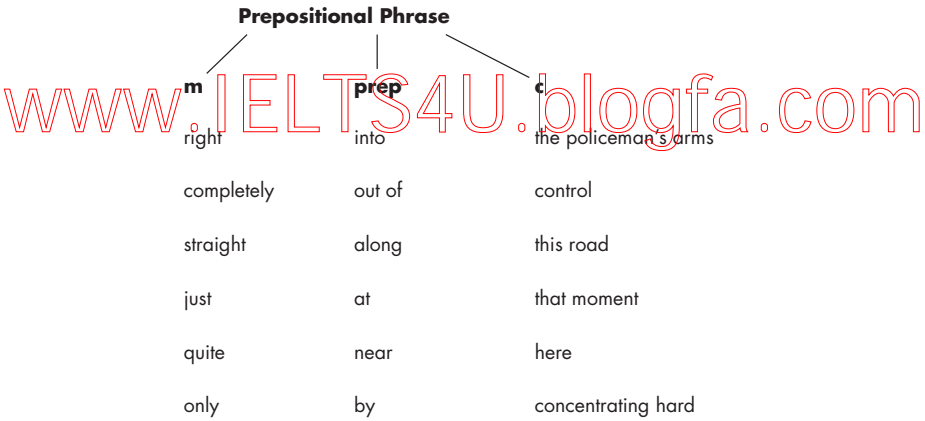 Prepositional Phrase
m prep c
www.IELTS4U.blogfa.com
right into the policeman's arms
completely out of control
straight along this road
just at that moment
quite near here
only by concentrating hard